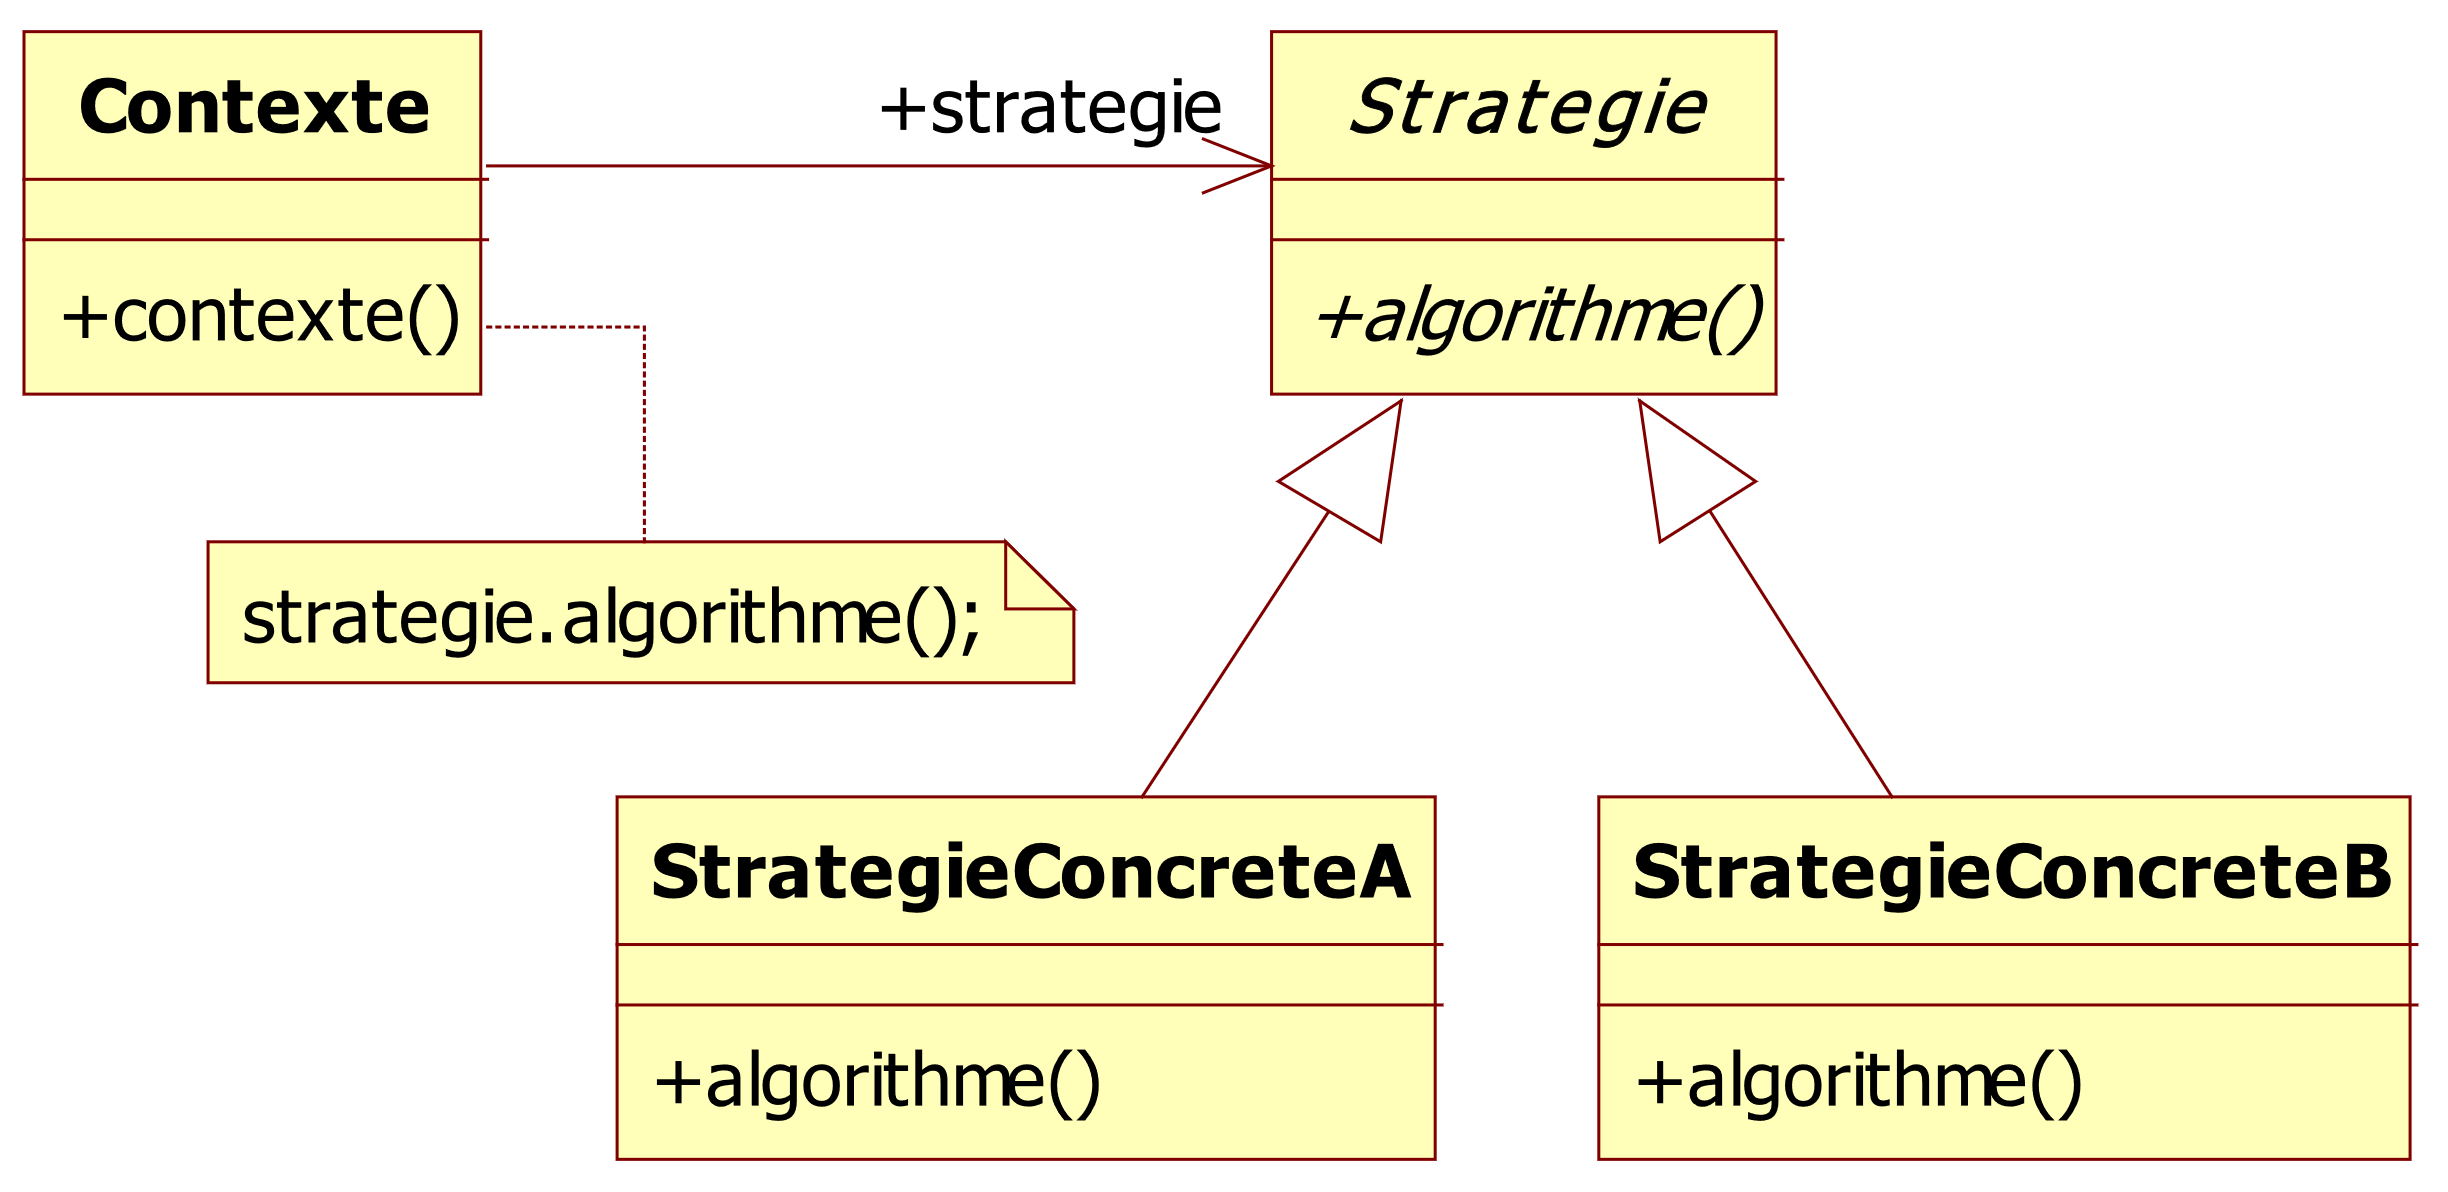 Contexte
+contexte()
+strategie
Strategie
+algorithme()
strategie.algorithme();
StrategieConcreteA
+algorithme()
StrategieConcreteB
+algorithme()